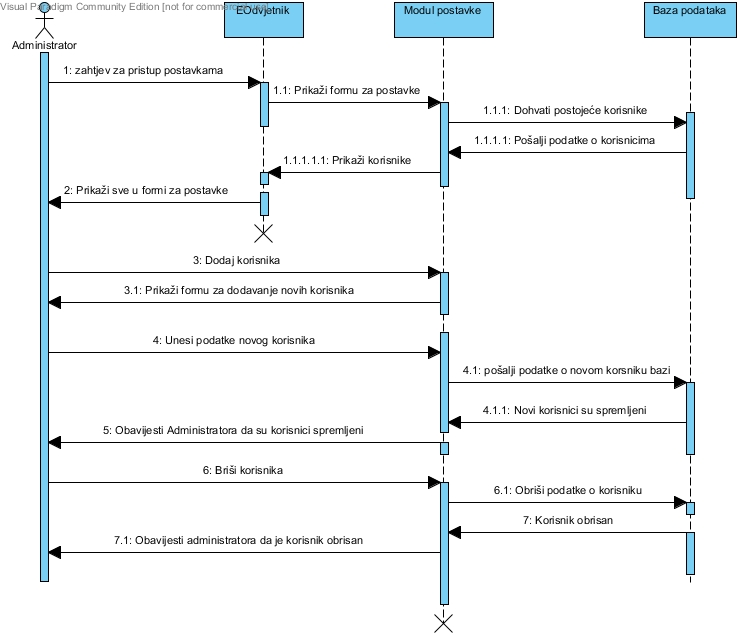 Visual Paradigm Community Edition [not for commercial use]
EOdvjetnik
Modul postavke
Baza podataka
Administrator
1: zahtjev za pristup postavkama
1.1: Prikaži formu za postavke
1.1.1: Dohvati postojeće korisnike
1.1.1.1: Pošalji podatke o korisnicima
1.1.1.1.1: Prikaži korisnike
2: Prikaži sve u formi za postavke
3: Dodaj korisnika
3.1: Prikaži formu za dodavanje novih korisnika
4: Unesi podatke novog korisnika
4.1: pošalji podatke o novom korsniku bazi
4.1.1: Novi korisnici su spremljeni
5: Obavijesti Administratora da su korisnici spremljeni
6: Briši korisnika
6.1: Obriši podatke o korisniku
7: Korisnik obrisan
7.1: Obavijesti administratora da je korisnik obrisan